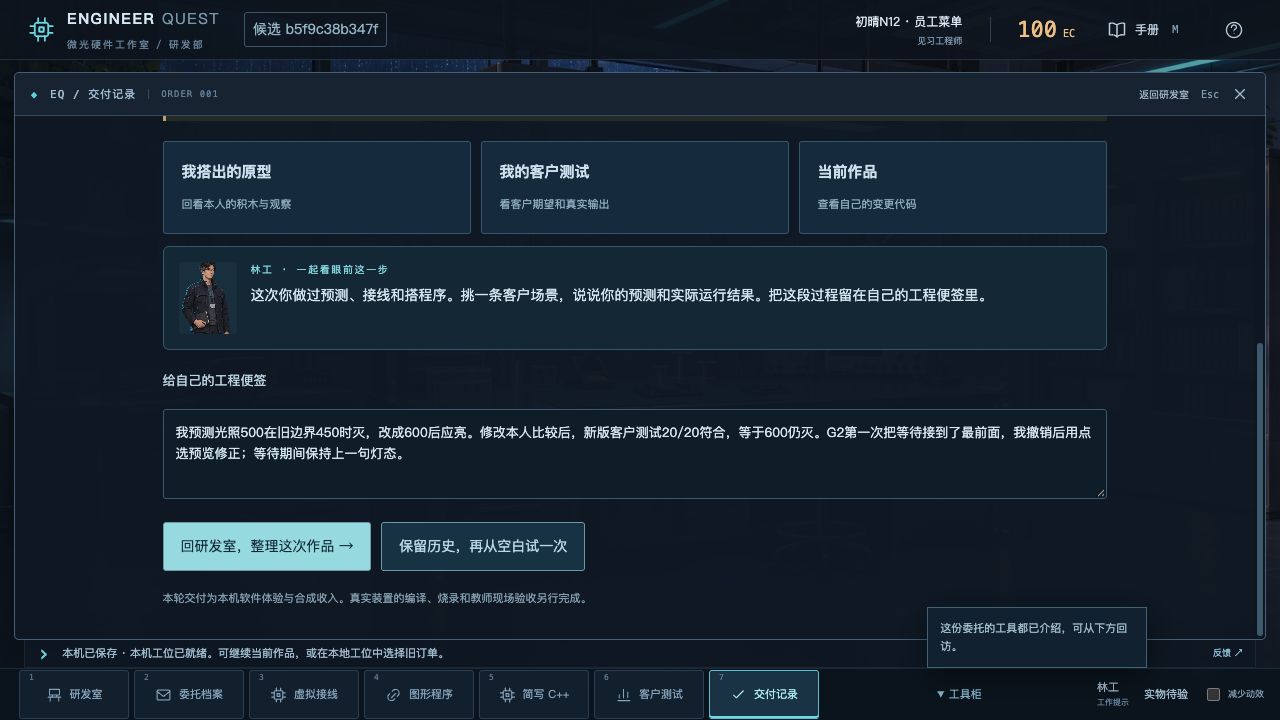 ENGINEER QUEST
微光硬件工作室 / 研发部
候选 b5f9c38b347f
初晴N12 · 员工菜单
见习工程师
100 EC
手册 M
EQ / 交付记录 ORDER 001
返回研发室 Esc
我搭出的原型
回看本人的积木与观察
我的客户测试
看客户期望和真实输出
当前作品
查看自己的变更代码
林工 · 一起看眼前这一步
这次你做过预测、接线和搭程序。挑一条客户场景，说说你的预测和实际运行结果。把这段过程留在自己的工程便签里。
给自己的工程便签
我预测光照500在旧边界450时灭，改成600后应亮。修改本人比较后，新版客户测试20/20符合，等于600仍灭。G2第一次把等待接到了最前面，我撤销后用点
选预览修正；等待期间保持上一句灯态。
回研发室，整理这次作品 →
保留历史，再从空白试一次
本轮交付为本机软件体验与合成收入。真实装置的编译、烧录和教师现场验收另行完成。
这份委托的工具都已介绍，可从下方回
访。
本机已保存 · 本机工位已就绪。可继续当前作品，或在本地工位中选择旧订单。
反馈 ↗
1 研发室
2 委托档案
3 虚拟接线
4 图形程序
5 简写 C++
6 客户测试
7 交付记录
▼ 工具柜
林工
工作提示
实物待验
减少动效